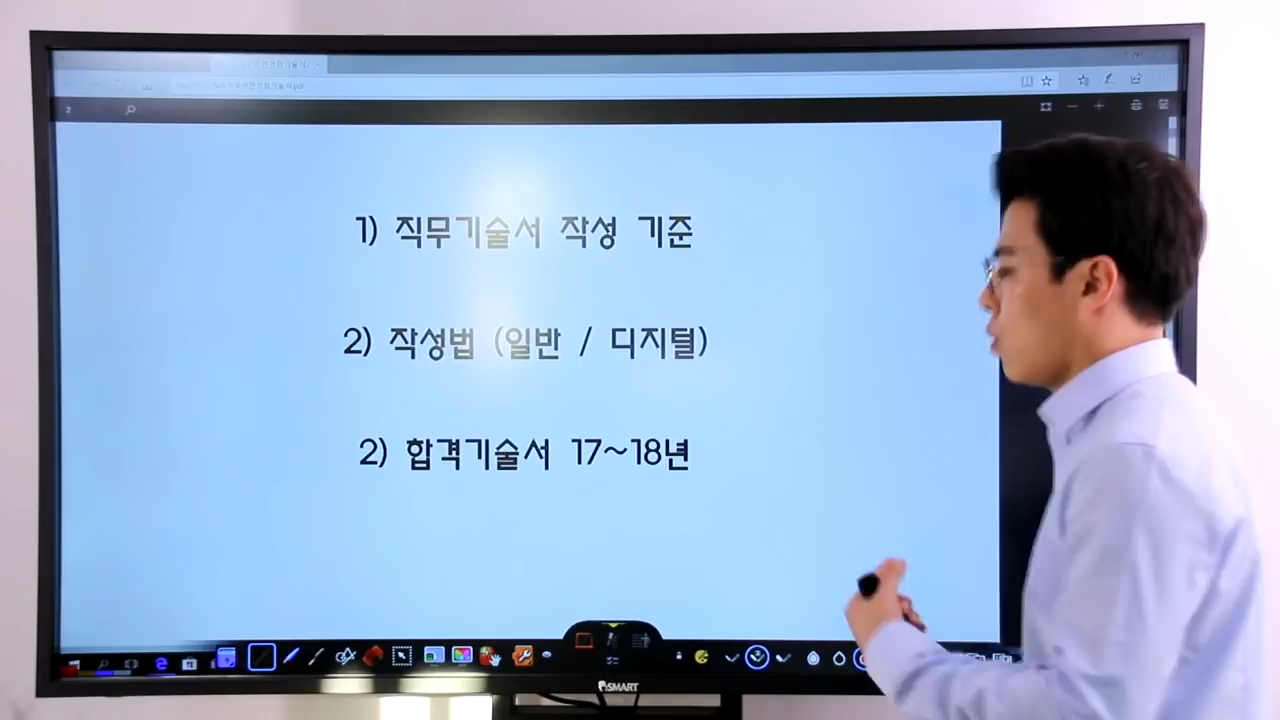 1) 직무기술서 작성 기준
2) 작성법 (일반 / 디지털)
2) 합격기술서 17~18년
SMART